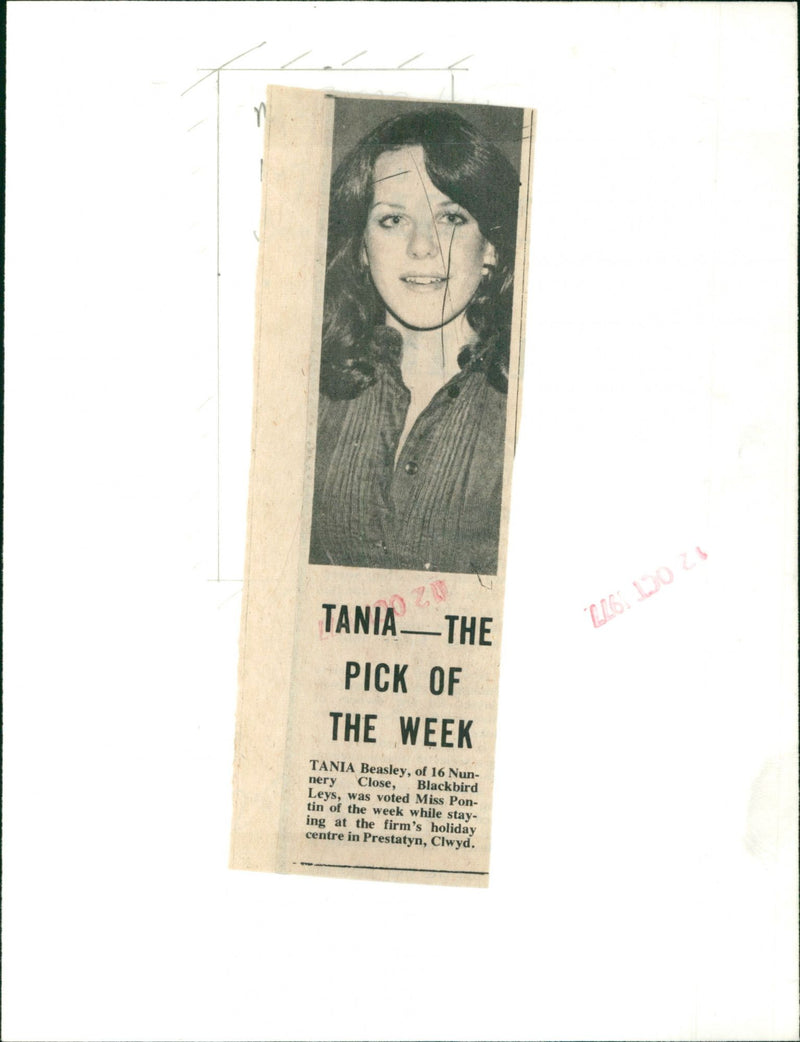 12 OCT 1977
TANIA—THE
PICK OF
THE WEEK
TANIA Beasley, of 16 Nun-
nery Close, Blackbird
Leys, was voted Miss Pon-
tin of the week while stay-
ing at the firm's holiday
centre in Prestatyn, Clwyd.